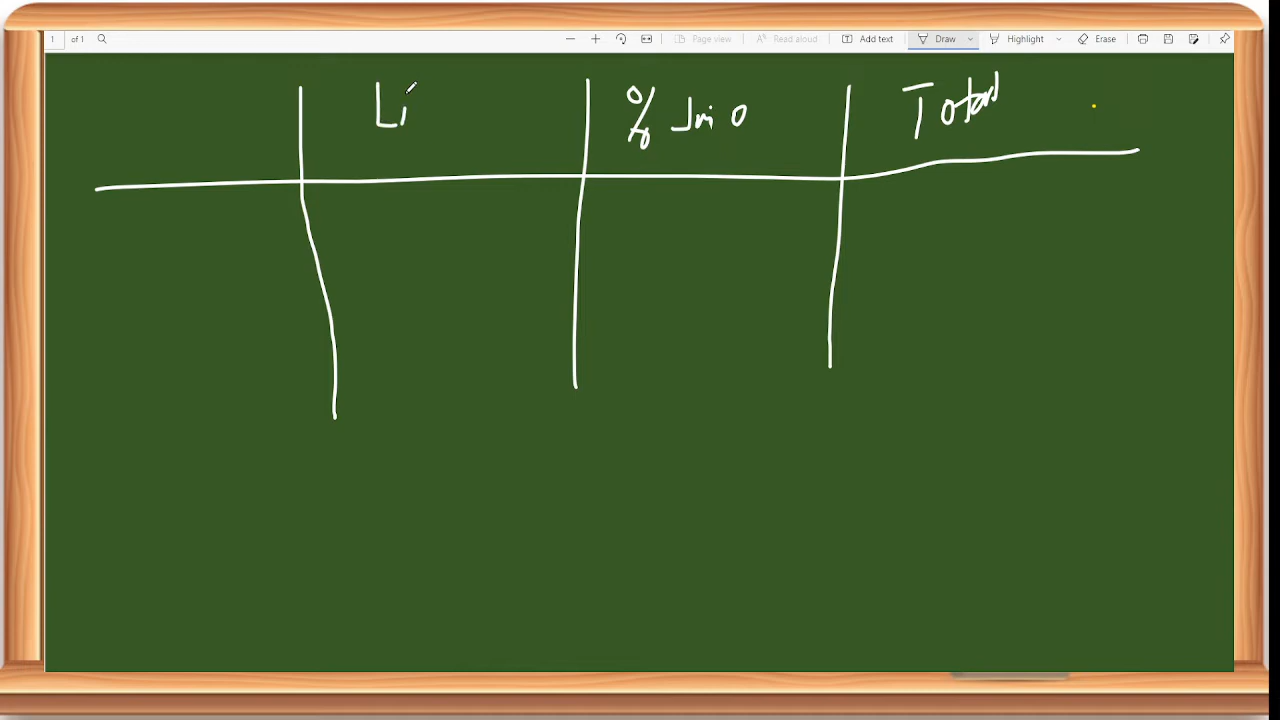 1 of 1 Page view Read aloud Add text Draw Highlight Erase
Li % Total